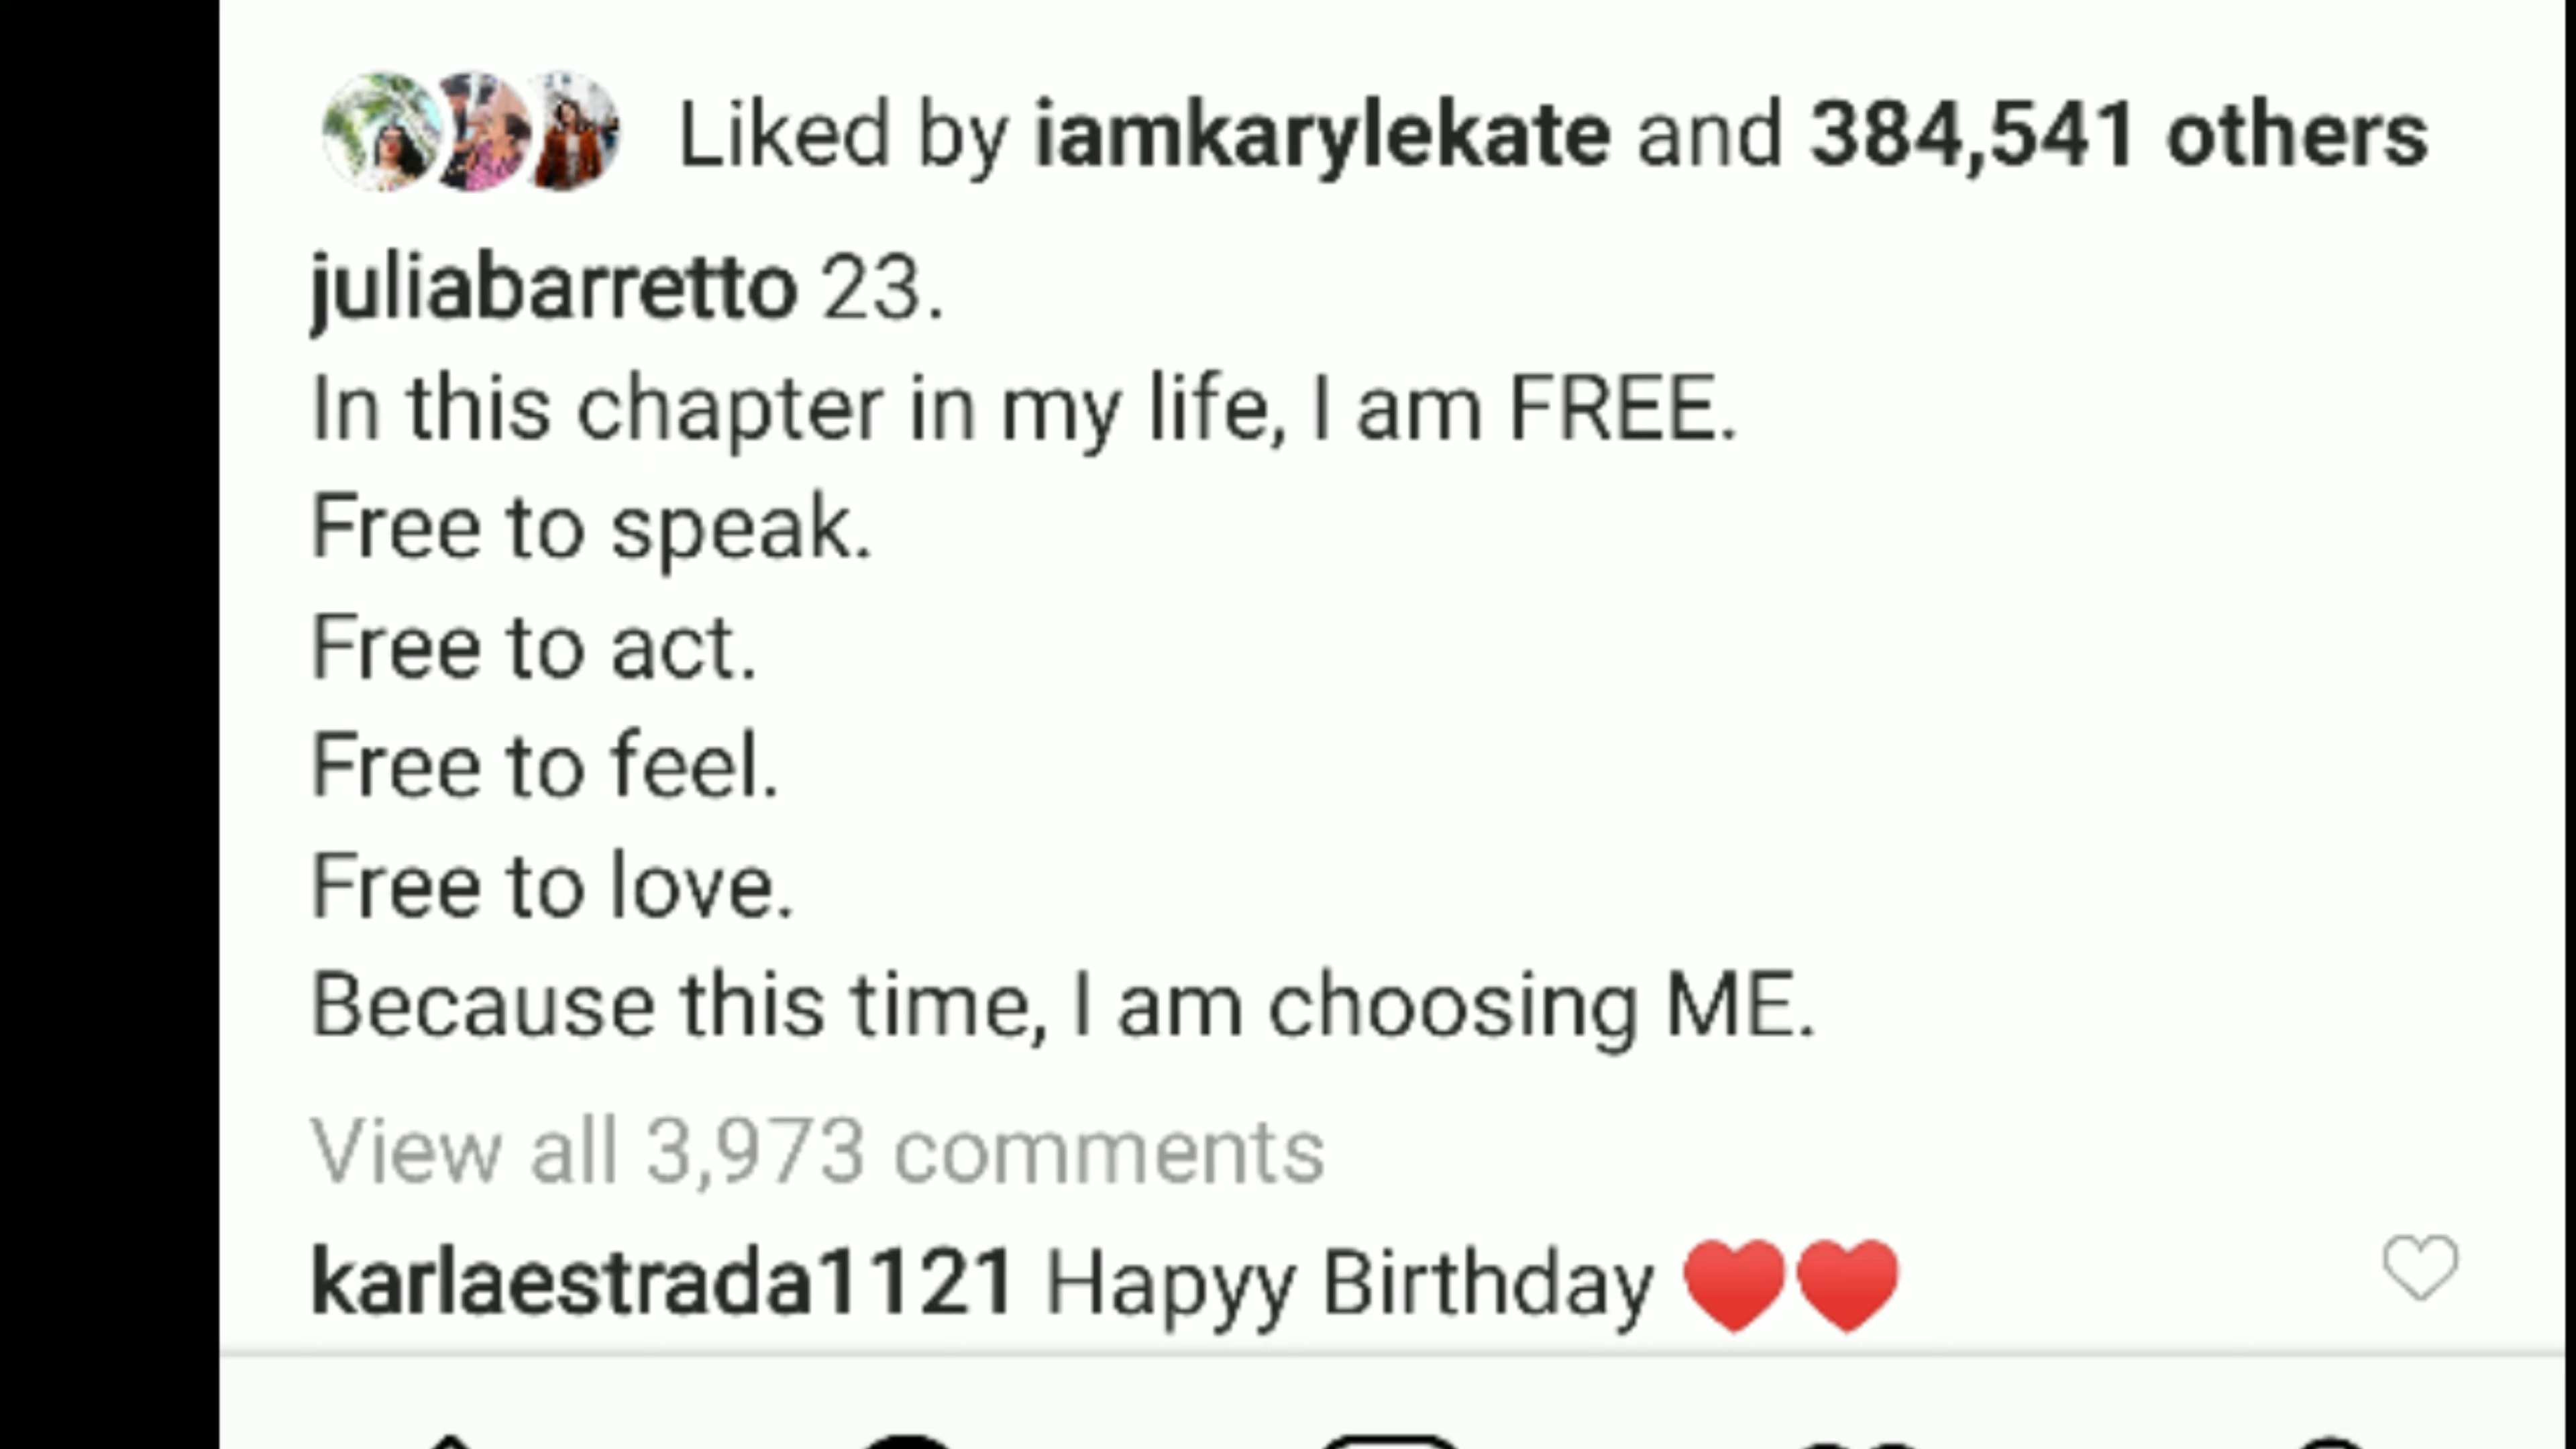 Liked by iamkarylekate and 384,541 others
juliabarretto 23.
In this chapter in my life, I am FREE.
Free to speak.
Free to act.
Free to feel.
Free to love.
Because this time, I am choosing ME.
View all 3,973 comments
karlaestrada1121 Hapyy Birthday ♥️♥️